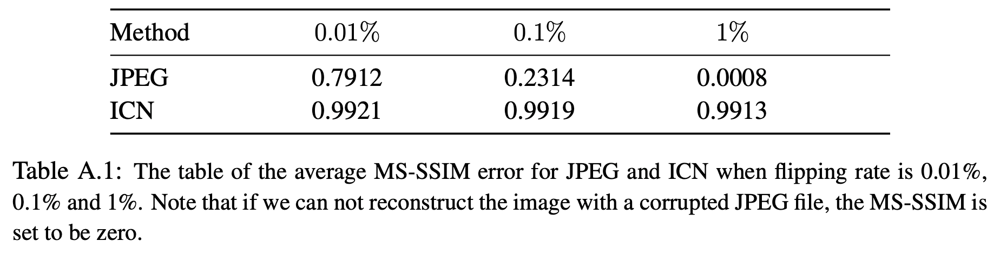 Method 0.01% 0.1% 1%
JPEG 0.7912 0.2314 0.0008
ICN 0.9921 0.9919 0.9913
Table A.1: The table of the average MS-SSIM error for JPEG and ICN when flipping rate is 0.01%,
0.1% and 1%. Note that if we can not reconstruct the image with a corrupted JPEG file, the MS-SSIM is
set to be zero.